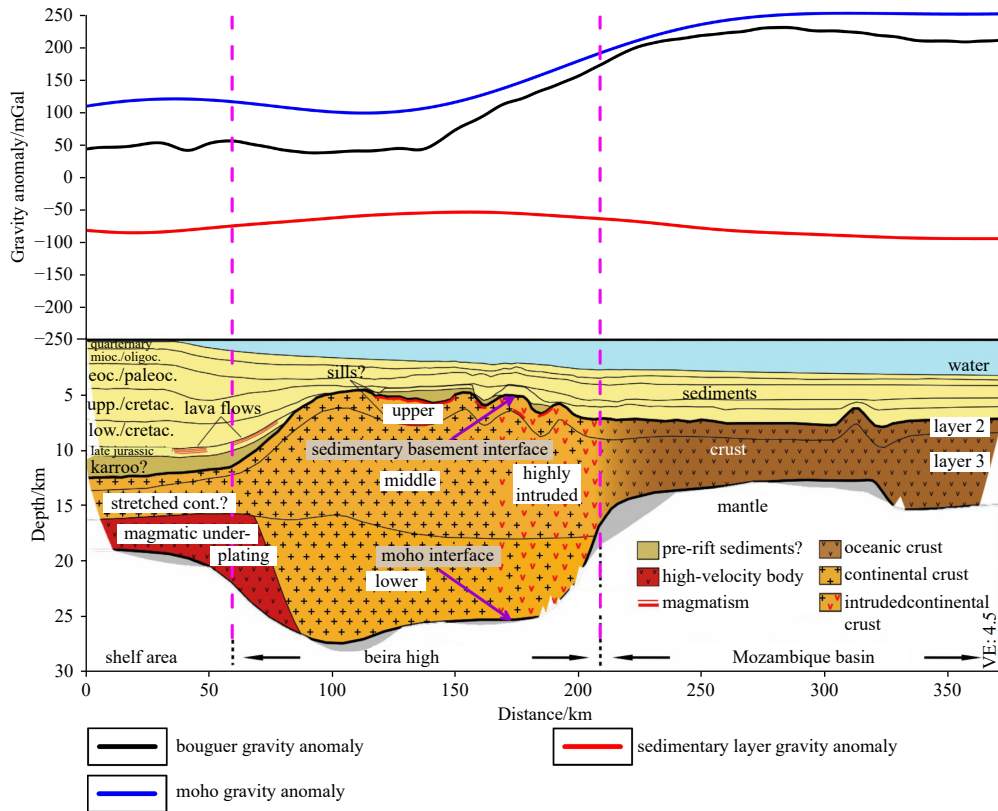 250
200
150
100
50
0
−50
−100
−150
−200
−250
Gravity anomaly/mGal
quarternary
mioc./oligoc.
eoc./paleoc.
upp./cretac.
lava flows
low./cretac.
late jurassic
karroo?
stretched cont.?
magmatic under-
plating
sills?
upper
sedimentary basement interface
middle
highly
intruded
moho interface
lower
water
sediments
layer 2
crust
layer 3
mantle
pre-rift sediments?
high-velocity body
magmatism
oceanic crust
continental crust
intrudedcontinental
crust
VE: 4.5
5
10
15
20
25
30
Depth/km
shelf area
beira high
Mozambique basin
0
50
100
150
200
250
300
350
Distance/km
bouguer gravity anomaly
sedimentary layer gravity anomaly
moho gravity anomaly